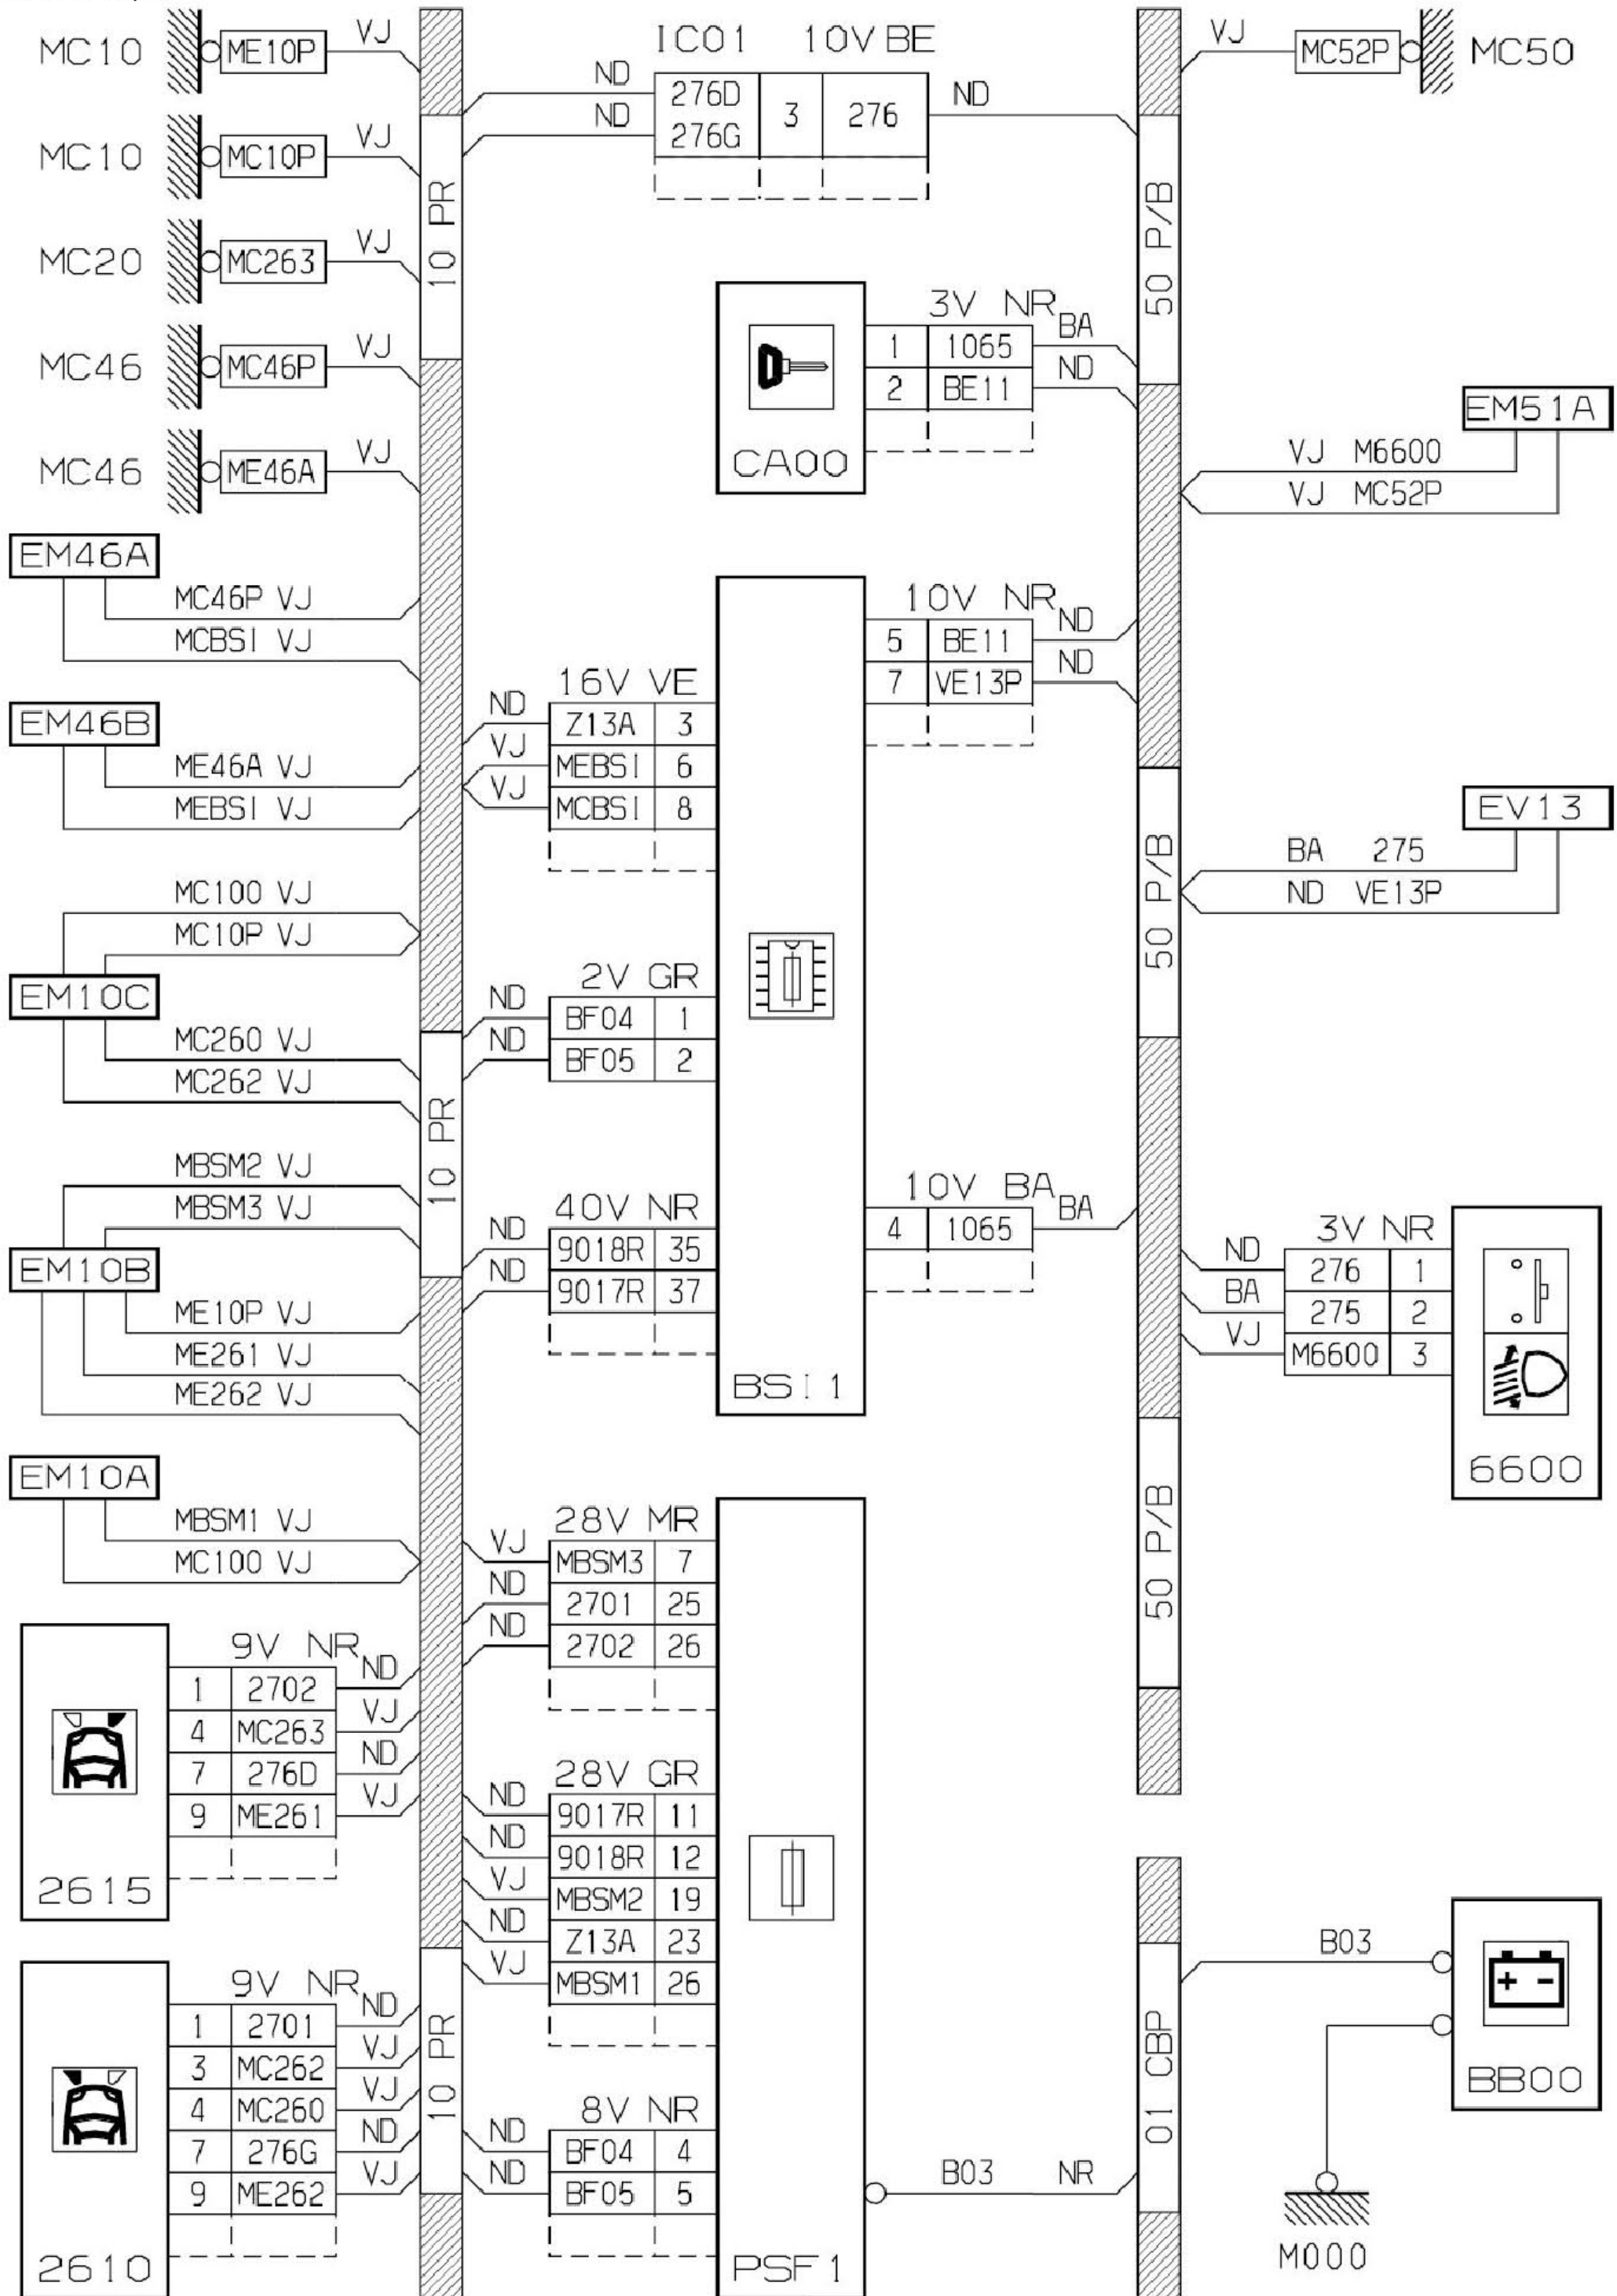 MC10 ME10P VJ
MC10 MC10P VJ
MC20 MC263 VJ
MC46 MC46P VJ
MC46 ME46A VJ
EM46A
MC46P VJ
MCBSI VJ
EM46B
ME46A VJ
MEBSI VJ
MC100 VJ
MC10P VJ
EM10C
MC260 VJ
MC262 VJ
MBSM2 VJ
MBSM3 VJ
EM10B
ME10P VJ
ME261 VJ
ME262 VJ
EM10A
MBSM1 VJ
MC100 VJ
9V NR
1 2702 ND
4 MC263 VJ
7 276D ND
9 ME261 VJ
2615
9V NR
1 2701 ND
3 MC262 VJ
4 MC260 VJ
7 276G ND
9 ME262 VJ
2610
10 PR
10 PR
10 PR
IC01 10V BE
ND 276D 3 276 ND
ND 276G
3V NR
1 1065 BA
2 BE11 ND
CA00
10V NR
5 BE11 ND
7 VE13P ND
16V VE
ND Z13A 3
VJ MEBSI 6
VJ MCBSI 8
2V GR
ND BF04 1
ND BF05 2
40V NR
ND 9018R 35
ND 9017R 37
10V BA
4 1065 BA
BSI1
28V MR
VJ MBSM3 7
ND 2701 25
ND 2702 26
28V GR
ND 9017R 11
ND 9018R 12
VJ MBSM2 19
ND Z13A 23
VJ MBSM1 26
8V NR
ND BF04 4
ND BF05 5
PSF1
B03 NR
50 P/B
50 P/B
50 P/B
01 CBP
VJ MC52P MC50
EM51A
VJ M6600
VJ MC52P
EV13
BA 275
ND VE13P
3V NR
ND 276 1
BA 275 2
VJ M6600 3
6600
B03
+ -
BB00
M000